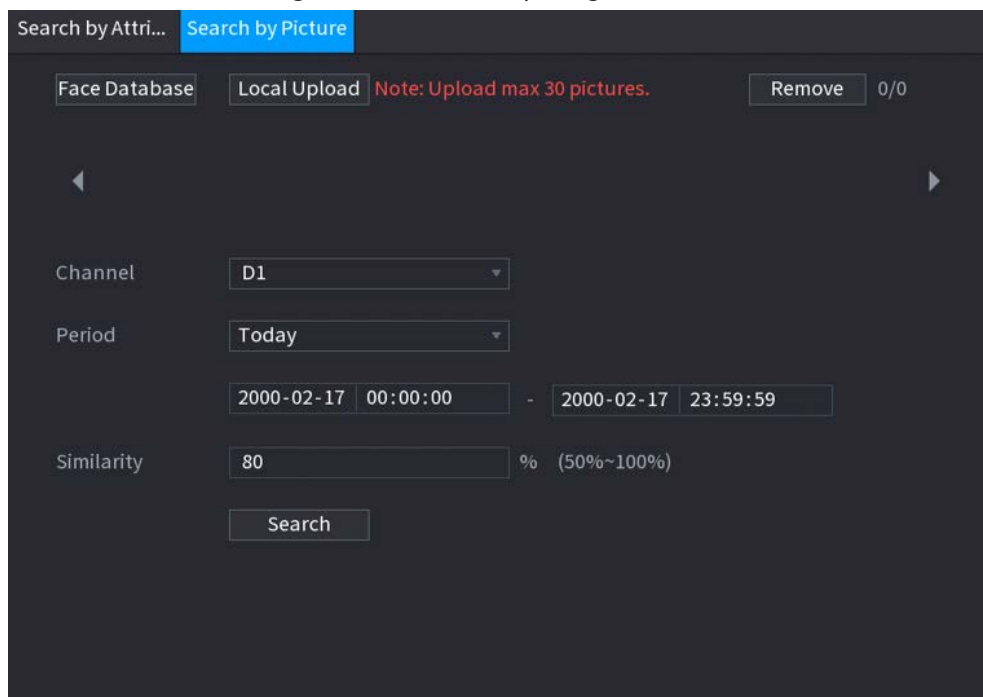 Search by Attri... Search by Picture
Face Database Local Upload Note: Upload max 30 pictures. Remove 0/0
Channel D1
Period Today
2000-02-17 00:00:00 - 2000-02-17 23:59:59
Similarity 80 % (50%~100%)
Search